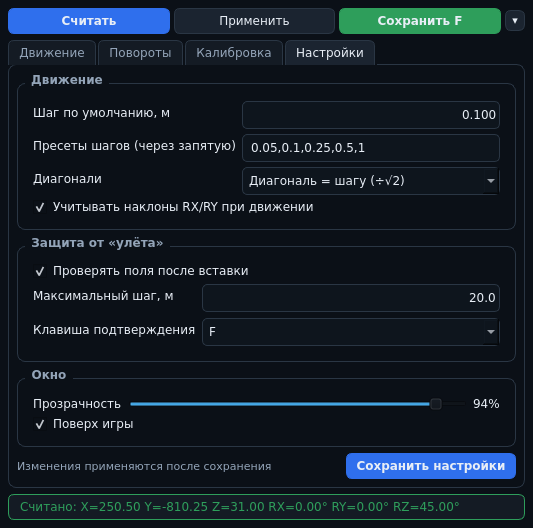 Считать Применить Сохранить F ▾
Движение Повороты Калибровка Настройки
Движение
Шаг по умолчанию, м 0.100
Пресеты шагов (через запятую) 0.05,0.1,0.25,0.5,1
Диагонали Диагональ = шагу (÷√2)
✓ Учитывать наклоны RX/RY при движении
Защита от «улёта»
✓ Проверять поля после вставки
Максимальный шаг, м 20.0
Клавиша подтверждения F
Окно
Прозрачность 94%
✓ Поверх игры
Изменения применяются после сохранения Сохранить настройки
Считано: X=250.50 Y=-810.25 Z=31.00 RX=0.00° RY=0.00° RZ=45.00°